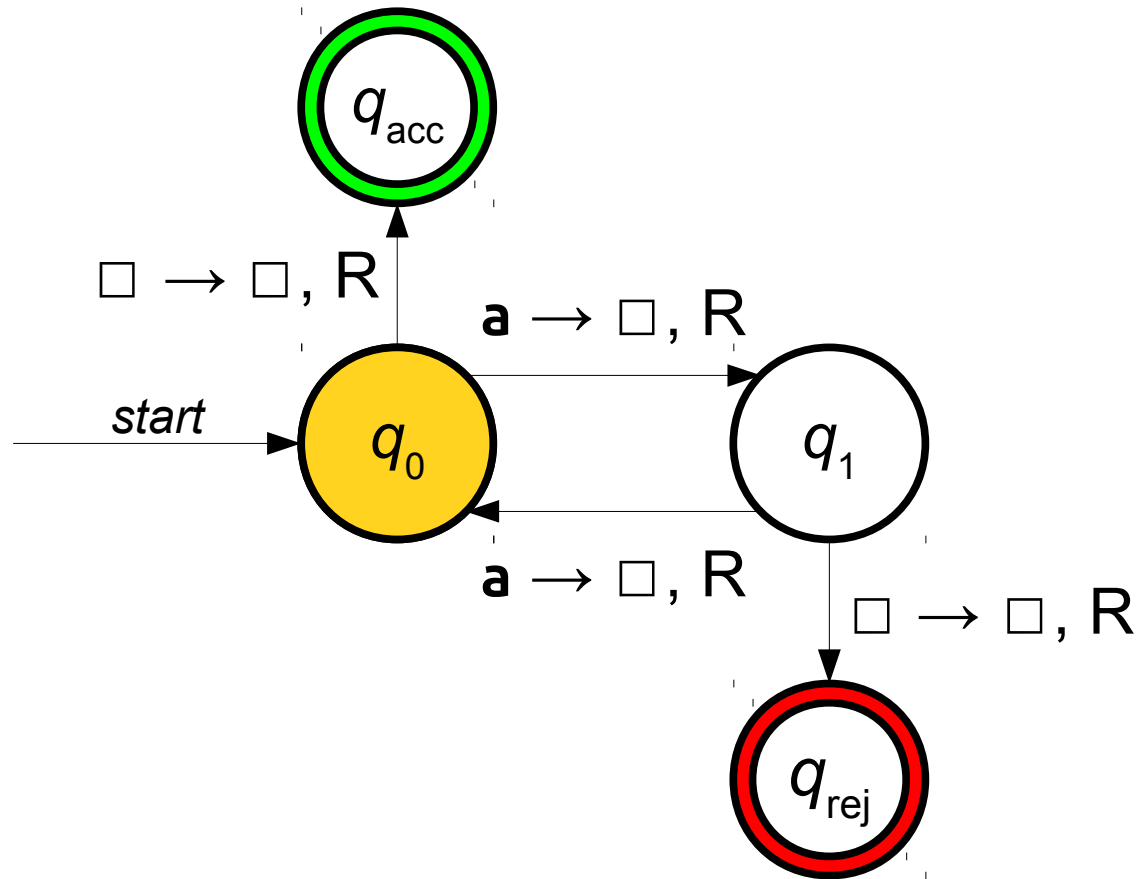 q_acc
□ → □, R
a → □, R
start
q_0
q_1
a → □, R
□ → □, R
q_rej